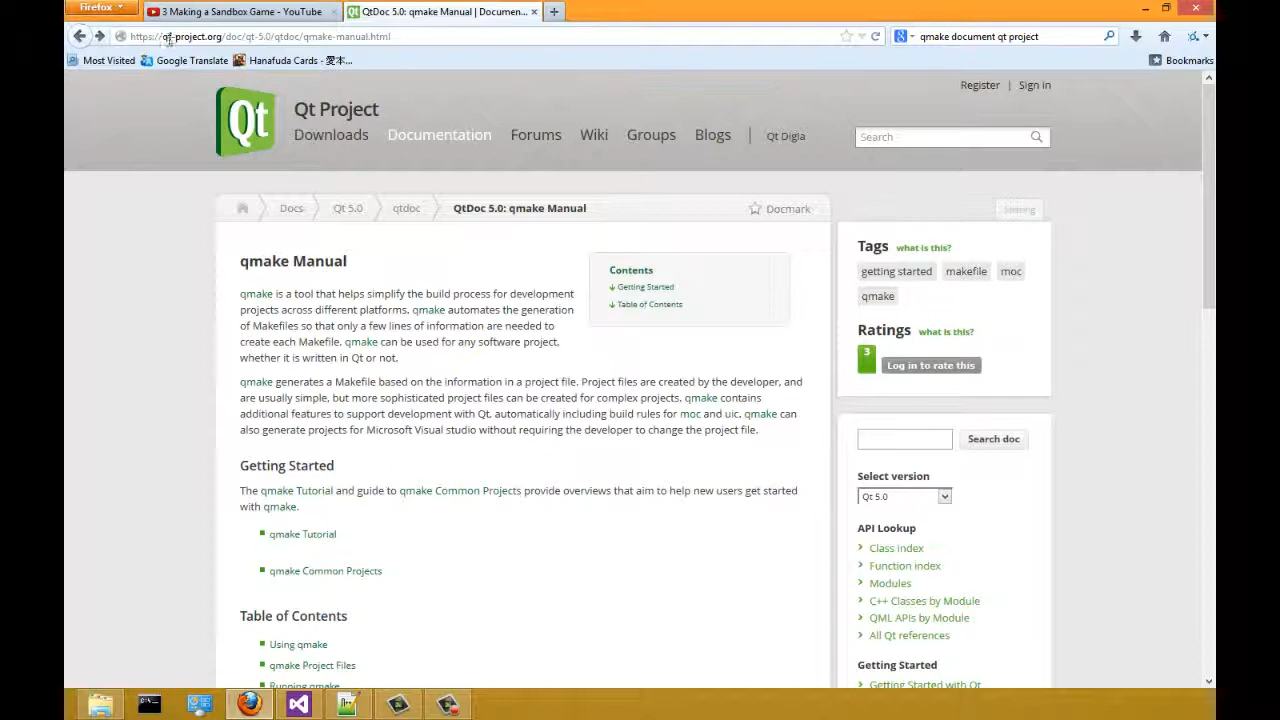 Firefox
3 Making a Sandbox Game - YouTube
QtDoc 5.0: qmake Manual | Documen...
https://qt-project.org/doc/qt-5.0/qtdoc/qmake-manual.html
qmake document qt project
Most Visited
Google Translate
Hanafuda Cards - 愛本...
Bookmarks
Register | Sign In
Qt
Qt Project
Downloads
Documentation
Forums
Wiki
Groups
Blogs
|
Qt Digia
Search
Docs
Qt 5.0
qtdoc
QtDoc 5.0: qmake Manual
Docmark
qmake Manual
Contents
Getting Started
Table of Contents
qmake is a tool that helps simplify the build process for development
projects across different platforms. qmake automates the generation
of Makefiles so that only a few lines of information are needed to
create each Makefile. qmake can be used for any software project,
whether it is written in Qt or not.
qmake generates a Makefile based on the information in a project file. Project files are created by the developer, and
are usually simple, but more sophisticated project files can be created for complex projects. qmake contains
additional features to support development with Qt, automatically including build rules for moc and uic. qmake can
also generate projects for Microsoft Visual studio without requiring the developer to change the project file.
Getting Started
The qmake Tutorial and guide to qmake Common Projects provide overviews that aim to help new users get started
with qmake.
qmake Tutorial
qmake Common Projects
Table of Contents
Using qmake
qmake Project Files
Running qmake
Tags what is this?
getting started
makefile
moc
qmake
Ratings what is this?
3
Log in to rate this
Search doc
Select version
Qt 5.0
API Lookup
Class index
Function index
Modules
C++ Classes by Module
QML APIs by Module
All Qt references
Getting Started
Getting Started with Qt